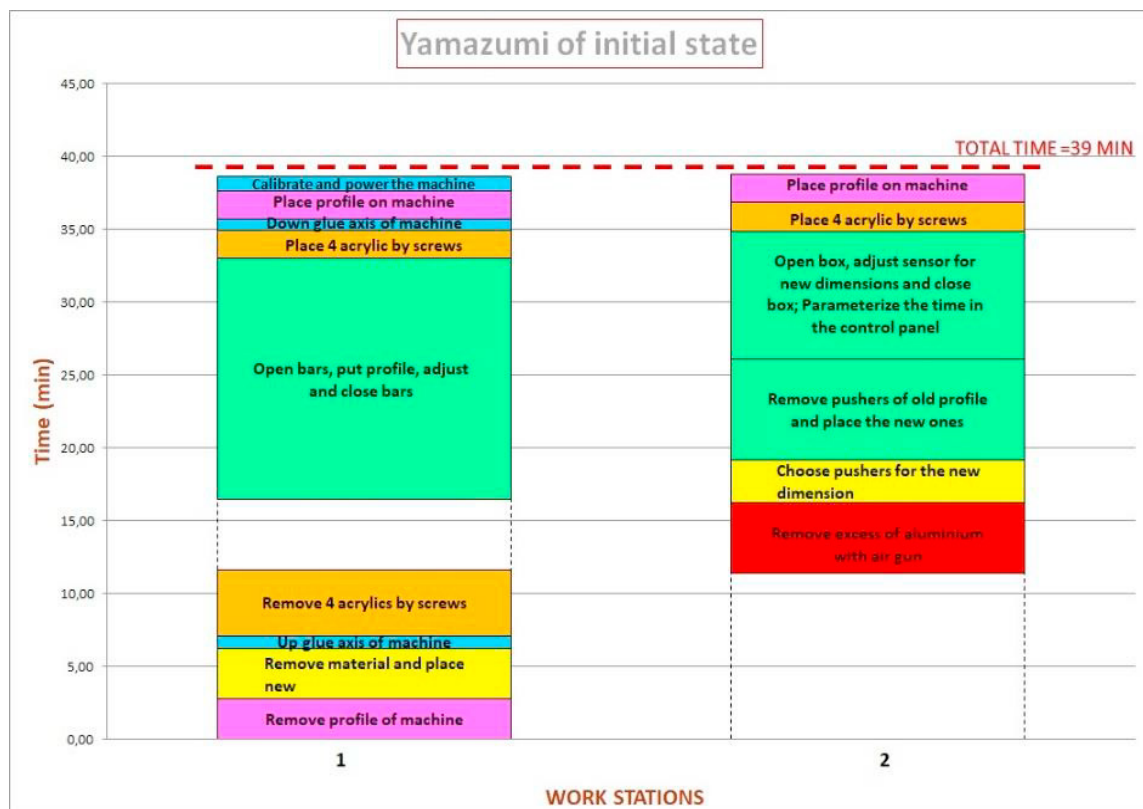 Yamazumi of initial state
45,00
40,00
35,00
30,00
25,00
20,00
15,00
10,00
5,00
0,00
Time (min)
TOTAL TIME =39 MIN
Calibrate and power the machine
Place profile on machine
Down glue axis of machine
Place 4 acrylic by screws
Open bars, put profile, adjust
and close bars
Remove 4 acrylics by screws
Up glue axis of machine
Remove material and place
new
Remove profile of machine
1
Place profile on machine
Place 4 acrylic by screws
Open box, adjust sensor for
new dimensions and close
box; Parameterize the time in
the control panel
Remove pushers of old profile
and place the new ones
Choose pushers for the new
dimension
Remove excess of aluminium
with air gun
2
WORK STATIONS